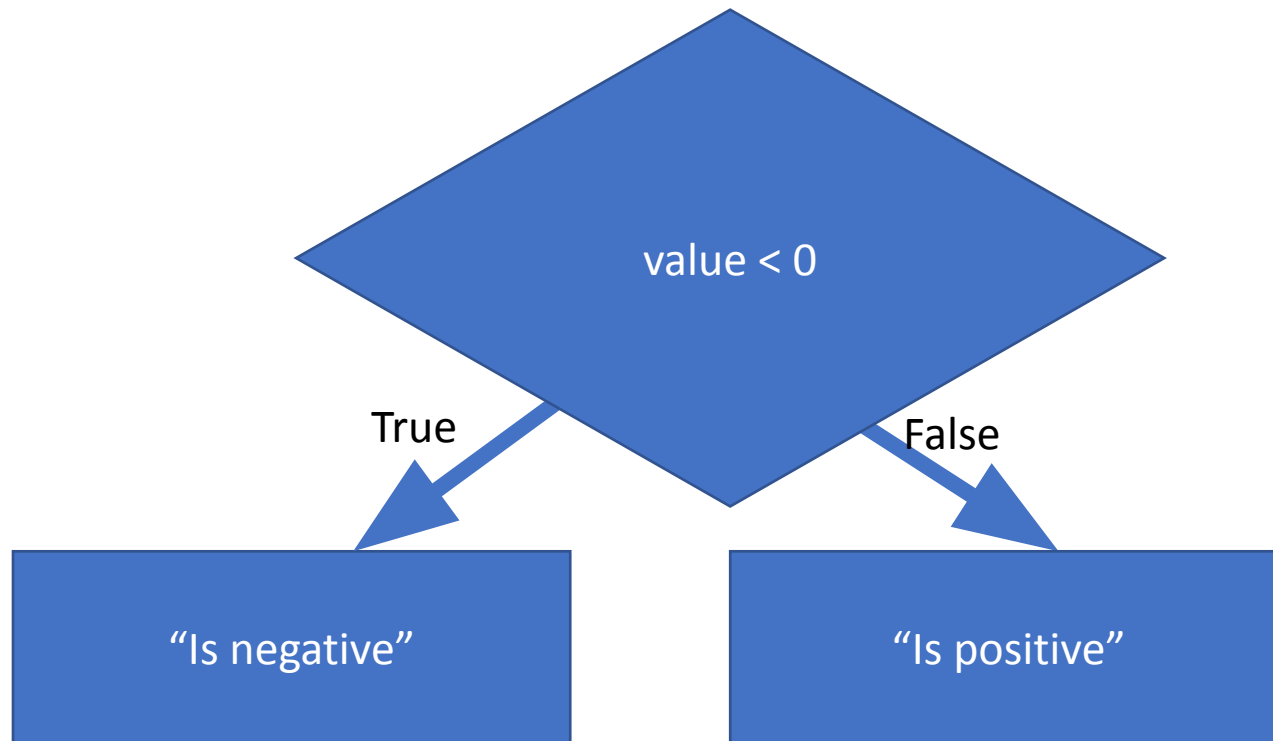 value < 0
True
False
“Is negative”
“Is positive”